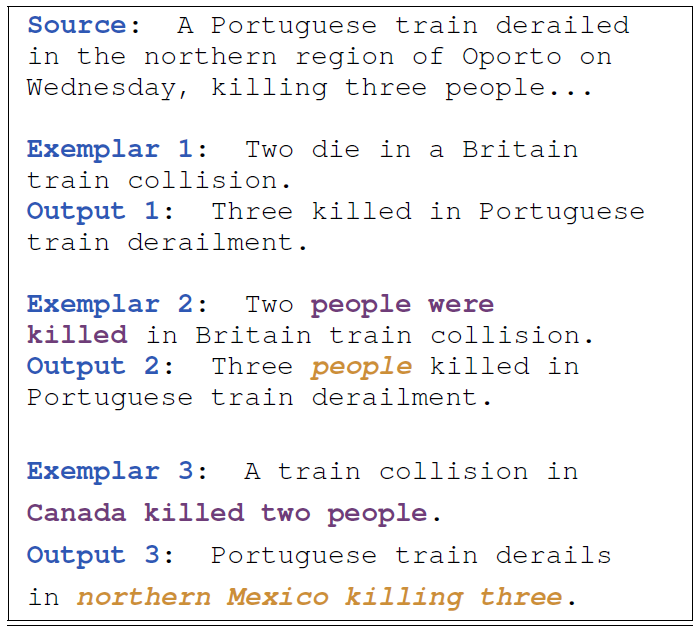 Source: A Portuguese train derailed
in the northern region of Oporto on
Wednesday, killing three people...
Exemplar 1: Two die in a Britain
train collision.
Output 1: Three killed in Portuguese
train derailment.
Exemplar 2: Two people were
killed in Britain train collision.
Output 2: Three people killed in
Portuguese train derailment.
Exemplar 3: A train collision in
Canada killed two people.
Output 3: Portuguese train derails
in northern Mexico killing three.